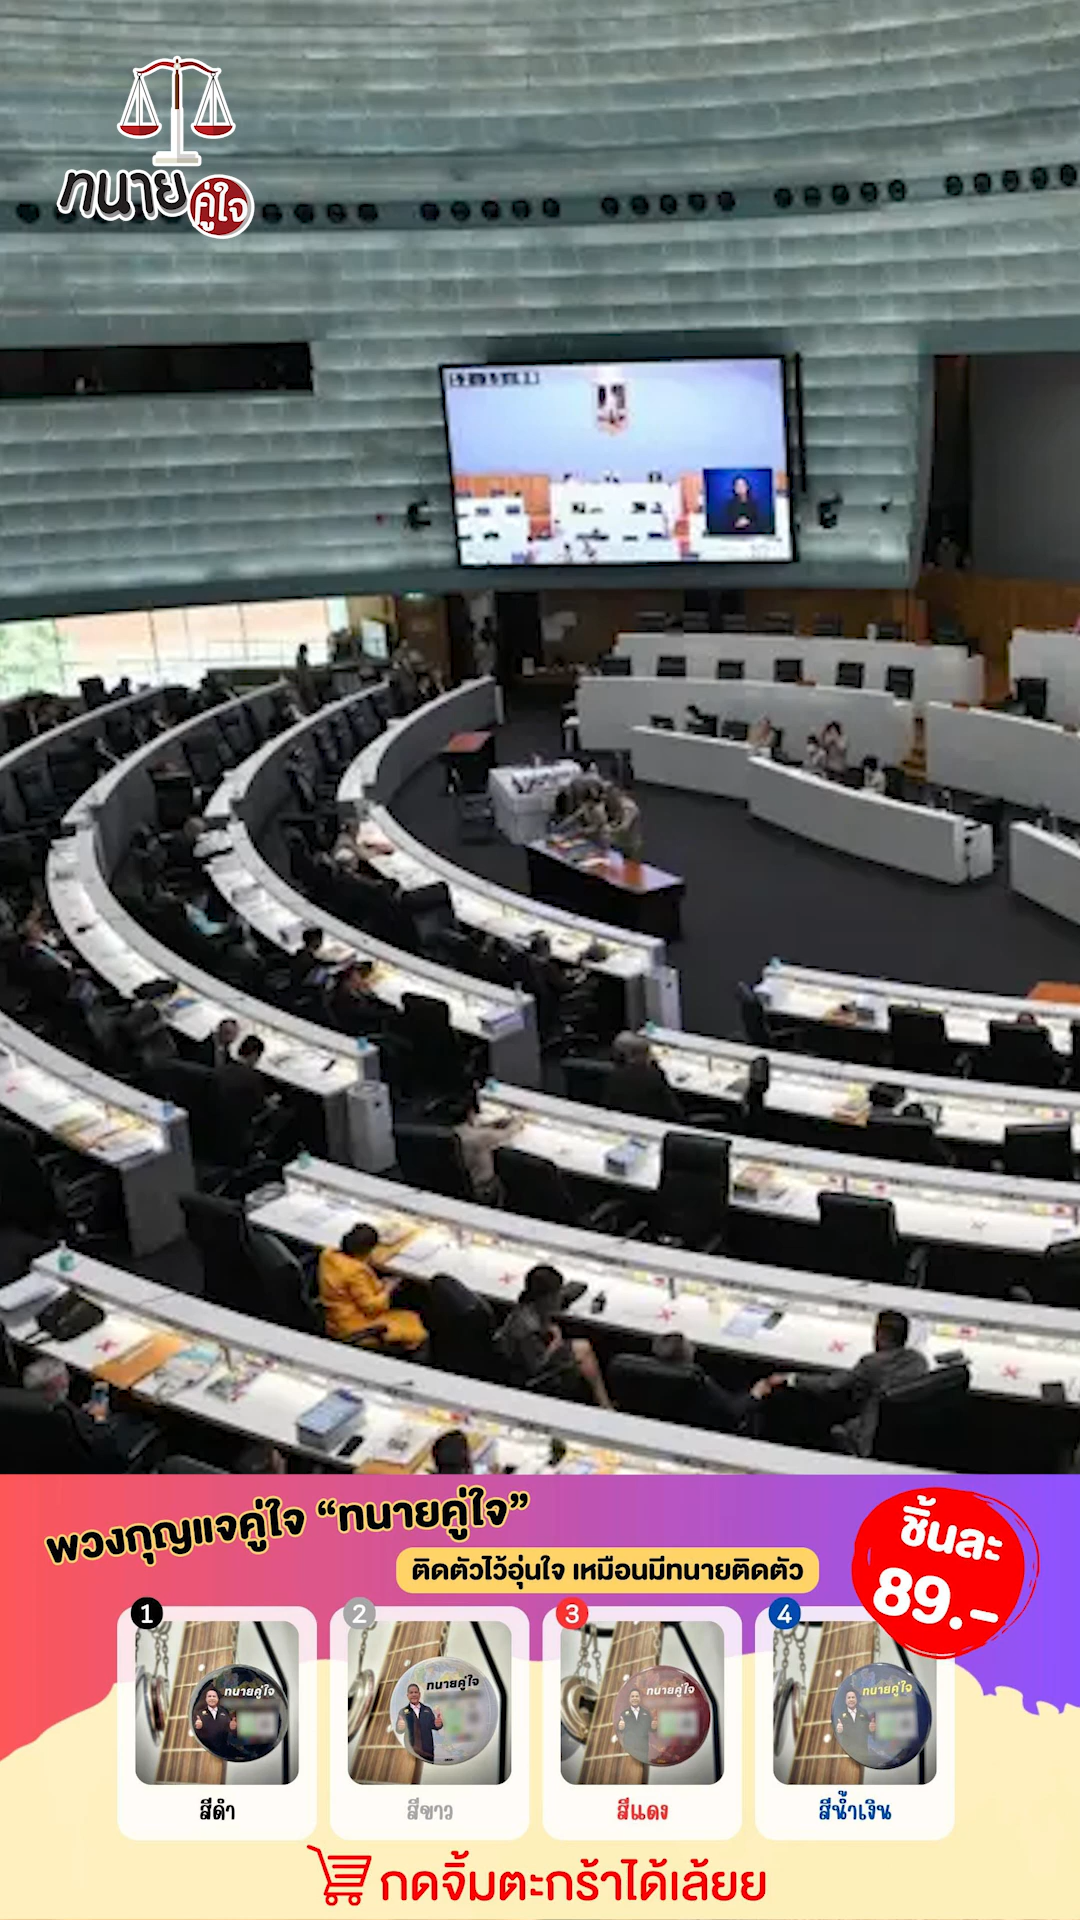 ทนาย
คู่ใจ
พวงกุญแจคู่ใจ “ทนายคู่ใจ”
ติดตัวไว้อุ่นใจ เหมือนมีทนายติดตัว
ชิ้นละ
89.-
1
2
3
4
ทนายคู่ใจ
ทนายคู่ใจ
ทนายคู่ใจ
ทนายคู่ใจ
สีดำ
สีขาว
สีแดง
สีน้ำเงิน
กดจิ้มตะกร้าได้เล้ยย